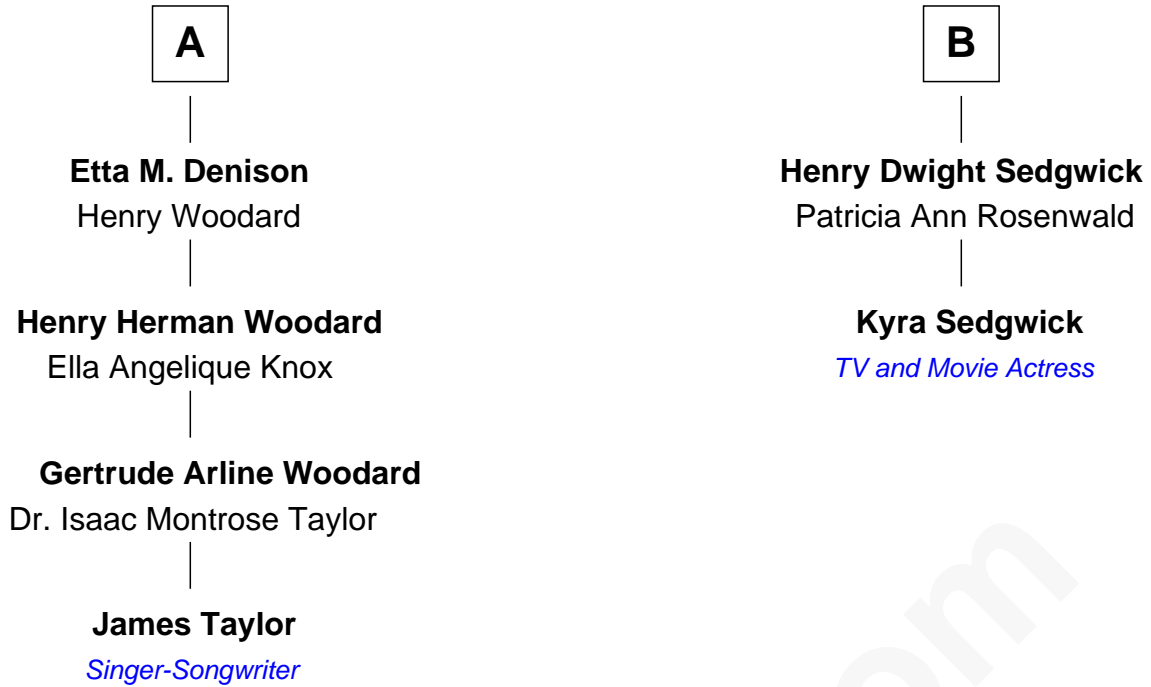 A
Etta M. Denison
Henry Woodard
Henry Herman Woodard
Ella Angelique Knox
Gertrude Arline Woodard
Dr. Isaac Montrose Taylor
James Taylor
Singer-Songwriter
B
Henry Dwight Sedgwick
Patricia Ann Rosenwald
Kyra Sedgwick
TV and Movie Actress